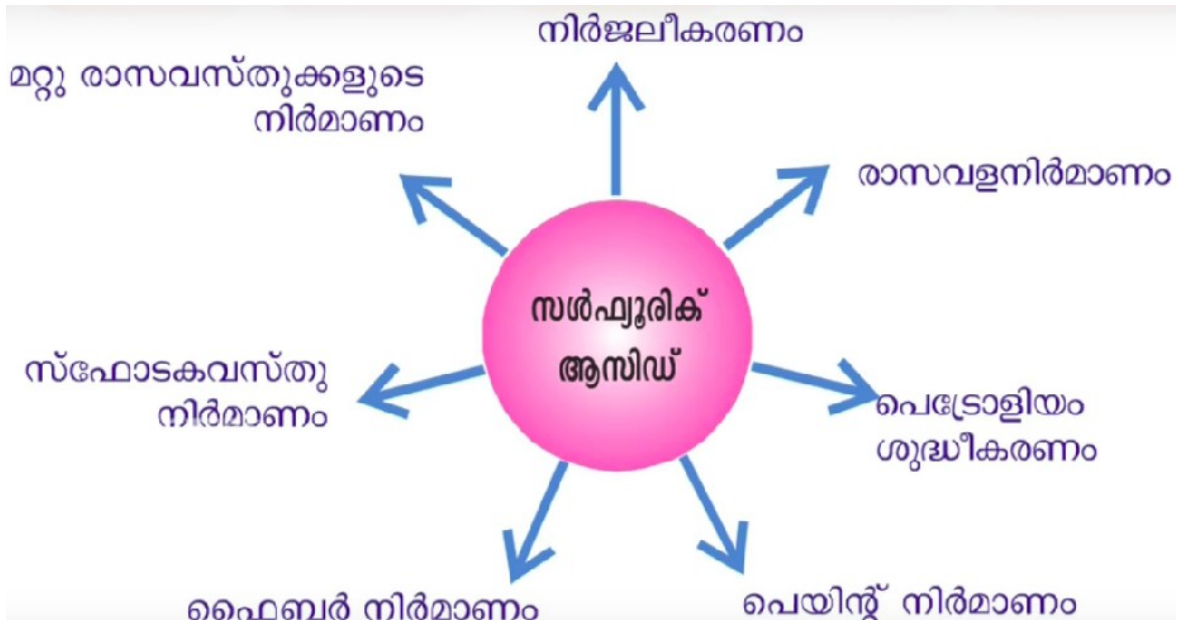 നിർജലീകരണം
മറ്റു രാസവസ്തുക്കളുടെ
നിർമാണം
രാസവളനിർമാണം
സൾഫ്യൂരിക്
ആസിഡ്
സ്ഫോടകവസ്തു
നിർമാണം
പെട്രോളിയം
ശുദ്ധീകരണം
ഫൈബർ നിർമാണം
പെയിന്റ് നിർമാണം